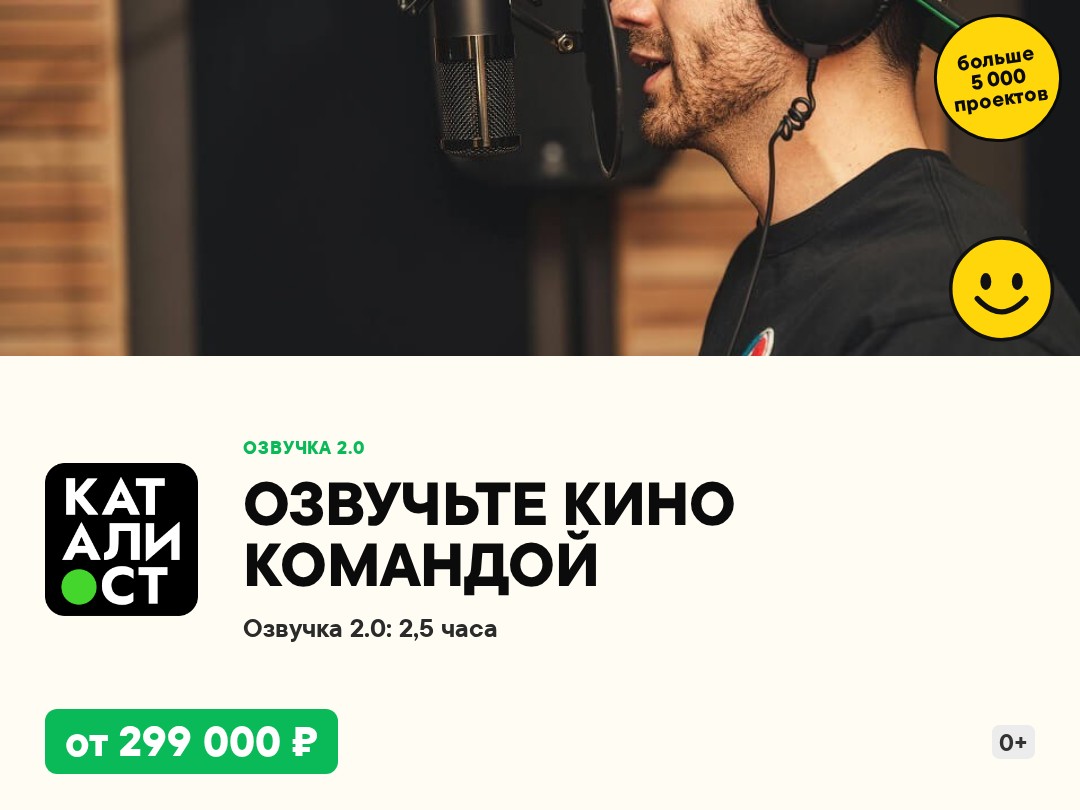 больше
5 000
проектов
ОЗВУЧКА 2.0
КАТ
АЛИ
СТ
ОЗВУЧЬТЕ КИНО
КОМАНДОЙ
Озвучка 2.0: 2,5 часа
от 299 000 ₽
0+